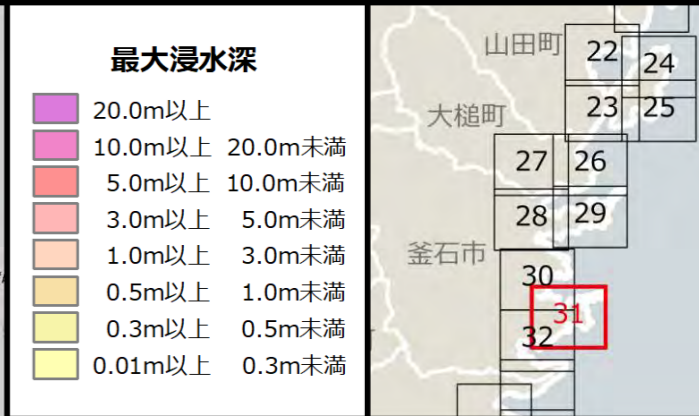 最大浸水深
20.0m以上
10.0m以上 20.0m未満
5.0m以上 10.0m未満
3.0m以上 5.0m未満
1.0m以上 3.0m未満
0.5m以上 1.0m未満
0.3m以上 0.5m未満
0.01m以上 0.3m未満
山田町
22
24
大槌町
23
25
27
26
28
29
釜石市
30
31
32